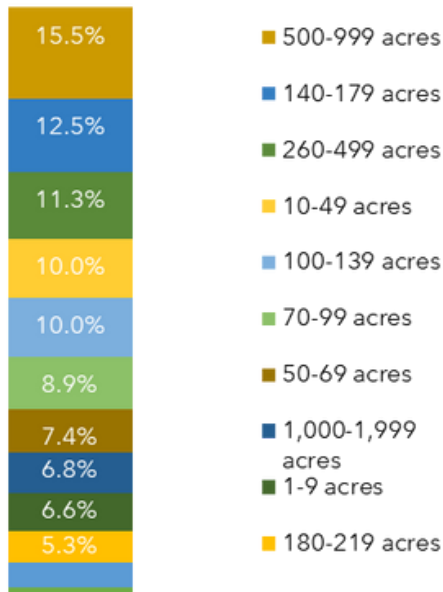 15.5%
12.5%
11.3%
10.0%
10.0%
8.9%
7.4%
6.8%
6.6%
5.3%
500-999 acres
140-179 acres
260-499 acres
10-49 acres
100-139 acres
70-99 acres
50-69 acres
1,000-1,999
acres
1-9 acres
180-219 acres